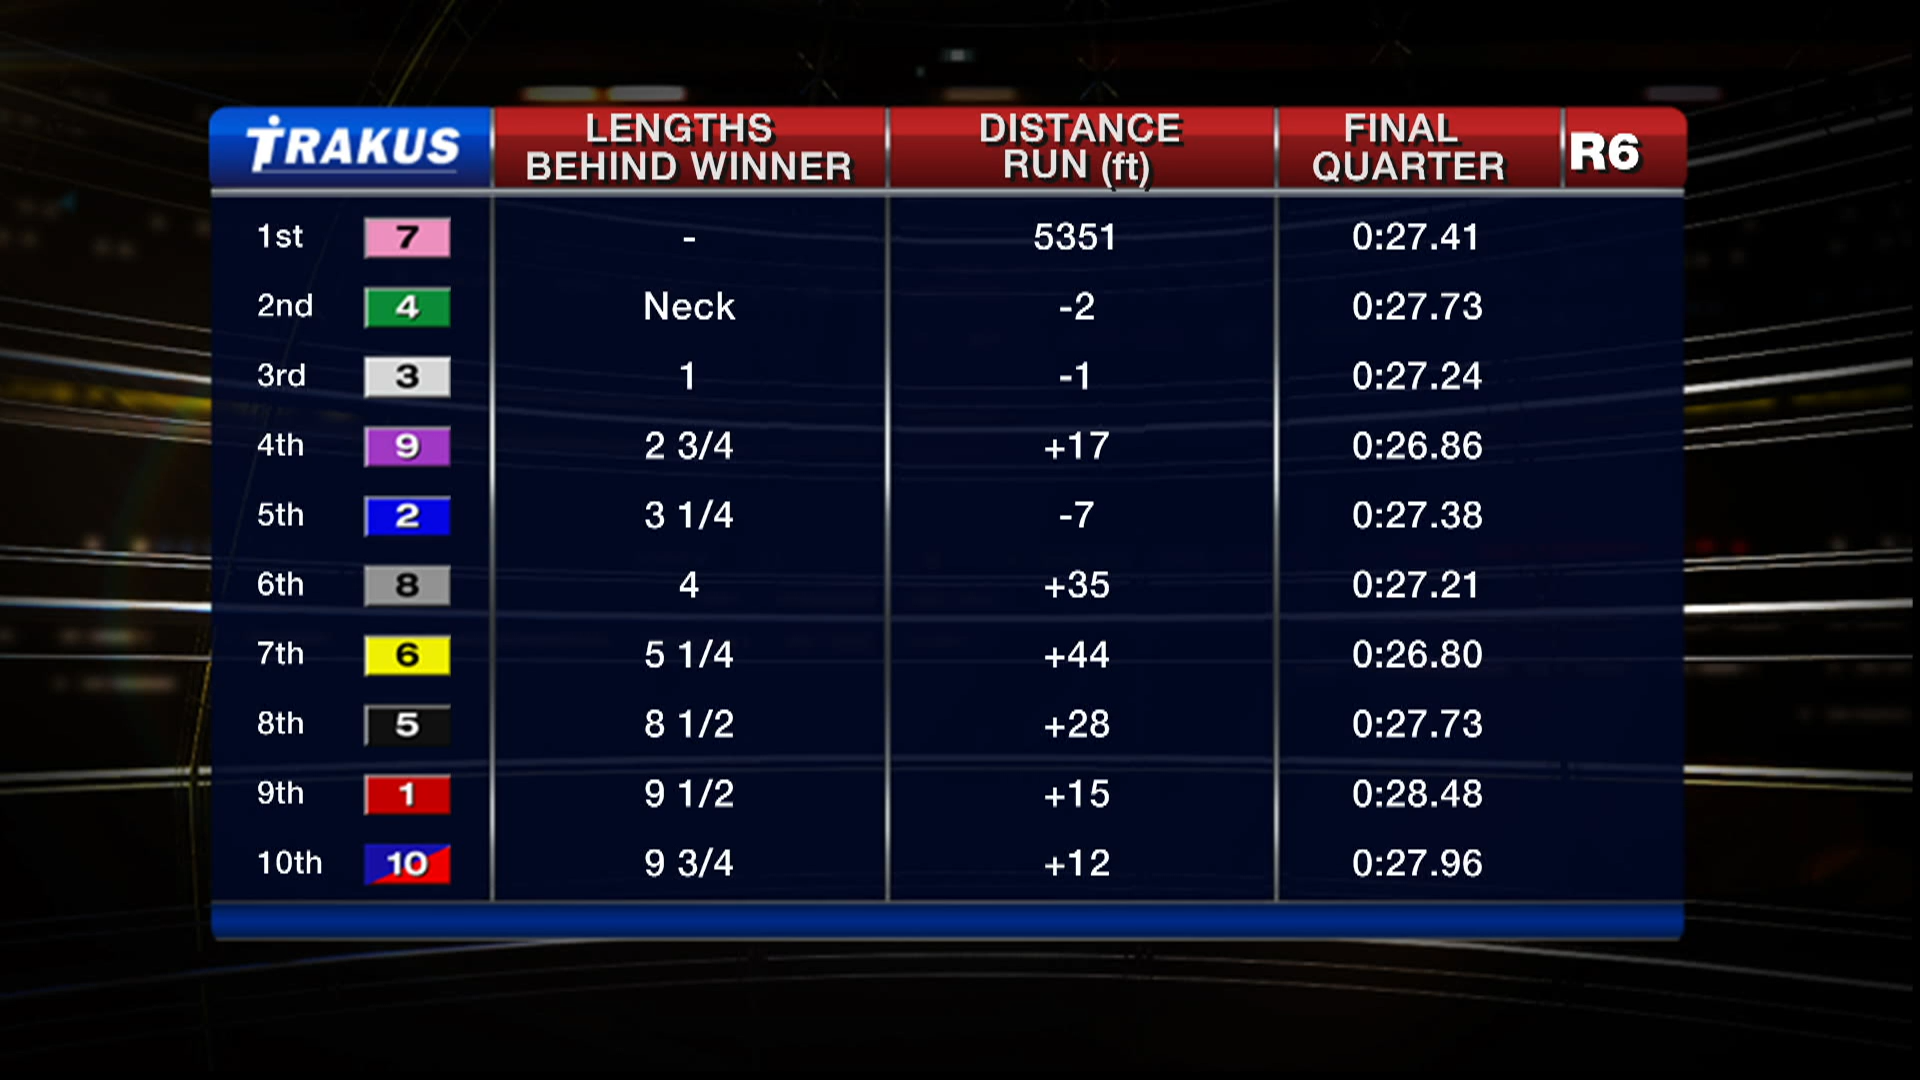 TRAKUS LENGTHS BEHIND WINNER DISTANCE RUN (ft) FINAL QUARTER R6
1st 7 - 5351 0:27.41
2nd 4 Neck -2 0:27.73
3rd 3 1 -1 0:27.24
4th 9 2 3/4 +17 0:26.86
5th 2 3 1/4 -7 0:27.38
6th 8 4 +35 0:27.21
7th 6 5 1/4 +44 0:26.80
8th 5 8 1/2 +28 0:27.73
9th 1 9 1/2 +15 0:28.48
10th 10 9 3/4 +12 0:27.96